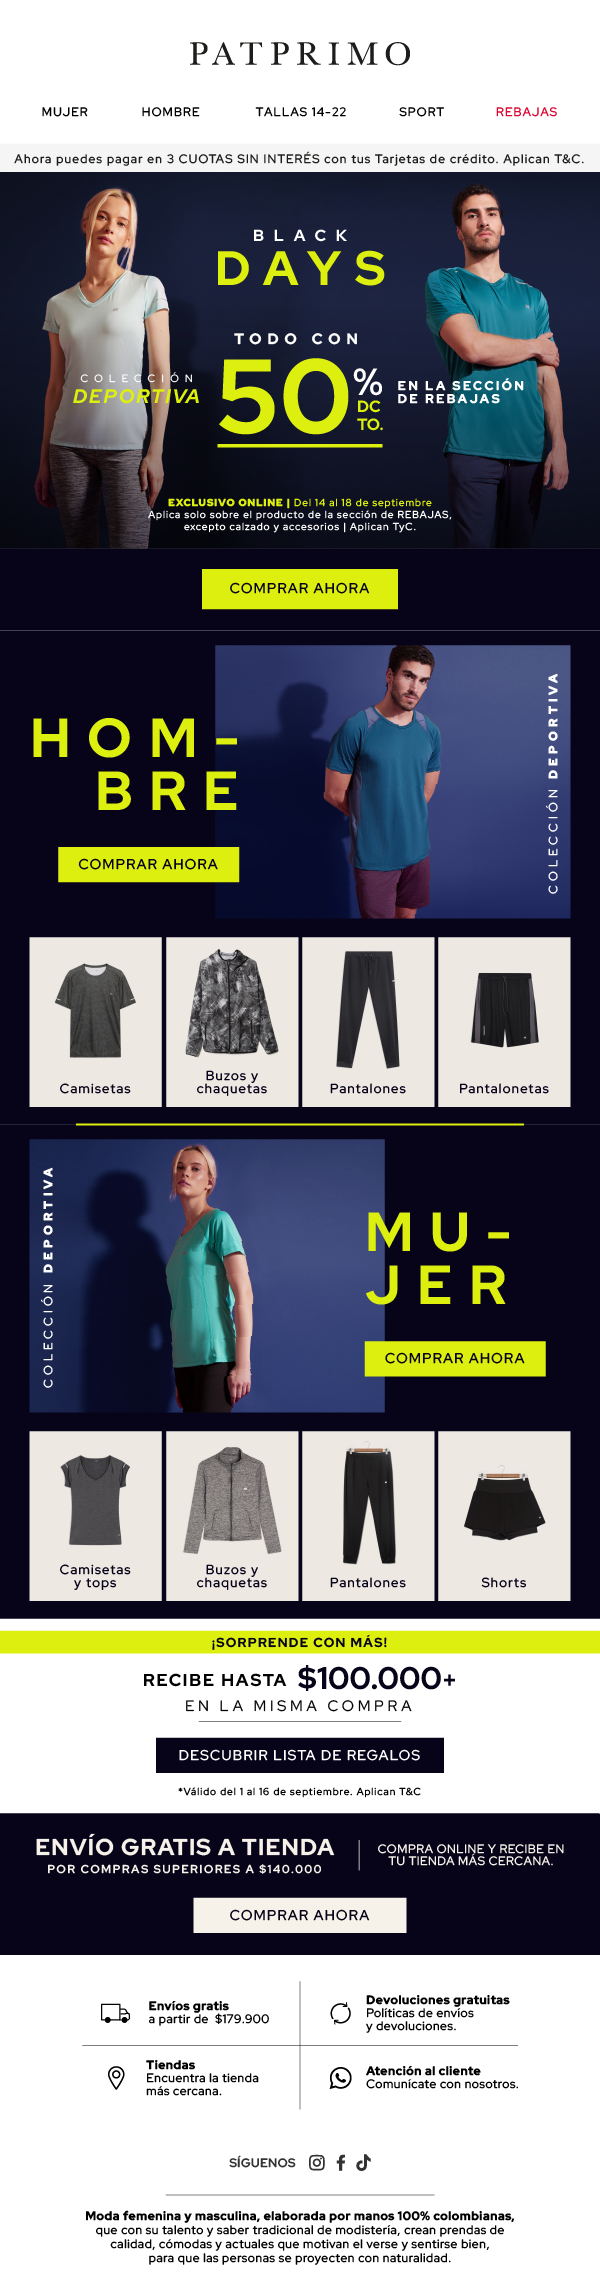 PATPRIMO
MUJER HOMBRE TALLAS 14-22 SPORT REBAJAS
Ahora puedes pagar en 3 CUOTAS SIN INTERÉS con tus Tarjetas de crédito. Aplican T&C.
BLACK
DAYS
TODO CON
COLECCIÓN
DEPORTIVA
50%
DC
TO.
EN LA SECCIÓN
DE REBAJAS
EXCLUSIVO ONLINE | Del 14 al 18 de septiembre
Aplica solo sobre el producto de la sección de REBAJAS,
excepto calzado y accesorios | Aplican TyC.
COMPRAR AHORA
HOM-
BRE
COMPRAR AHORA
COLECCIÓN DEPORTIVA
Camisetas
Buzos y
chaquetas
Pantalones
Pantalonetas
COLECCIÓN DEPORTIVA
MU-
JER
COMPRAR AHORA
Camisetas
y tops
Buzos y
chaquetas
Pantalones
Shorts
¡SORPRENDE CON MÁS!
RECIBE HASTA $100.000+
EN LA MISMA COMPRA
DESCUBRIR LISTA DE REGALOS
*Válido del 1 al 16 de septiembre. Aplican T&C
ENVÍO GRATIS A TIENDA
POR COMPRAS SUPERIORES A $140.000
COMPRA ONLINE Y RECIBE EN
TU TIENDA MÁS CERCANA.
COMPRAR AHORA
Envíos gratis
a partir de $179.900
Devoluciones gratuitas
Políticas de envíos
y devoluciones.
Tiendas
Encuentra la tienda
más cercana.
Atención al cliente
Comunícate con nosotros.
SÍGUENOS
Moda femenina y masculina, elaborada por manos 100% colombianas,
que con su talento y saber tradicional de modistería, crean prendas de
calidad, cómodas y actuales que motivan el verse y sentirse bien,
para que las personas se proyecten con naturalidad.